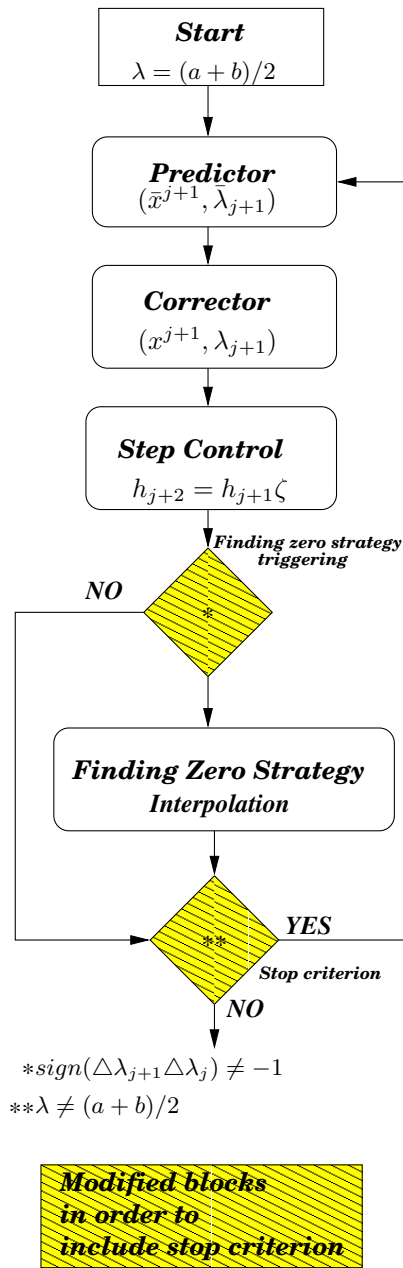 Start
λ = (a + b)/2
Predictor
(x̄^{j+1}, λ̄_{j+1})
Corrector
(x^{j+1}, λ_{j+1})
Step Control
h_{j+2} = h_{j+1}ζ
Finding zero strategy
triggering
NO
*
Finding Zero Strategy
Interpolation
**
YES
Stop criterion
NO
*sign(△λ_{j+1}△λ_j) ≠ −1
**λ ≠ (a + b)/2
Modified blocks
in order to
include stop criterion